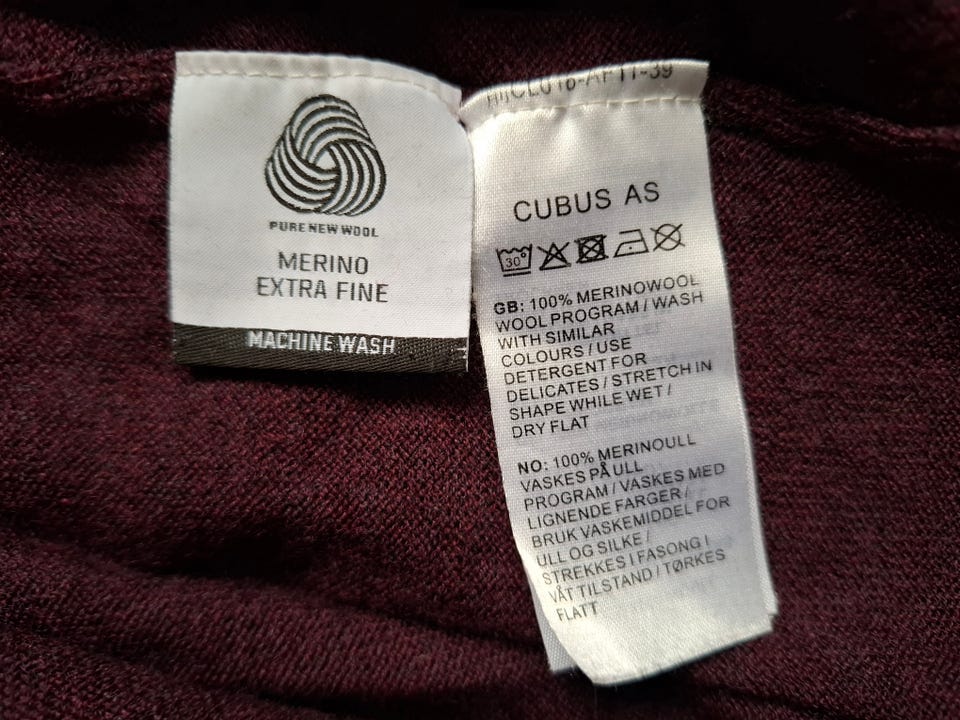 PURE NEW WOOL
MERINO
EXTRA FINE
MACHINE WASH
CUBUS AS
30°
GB: 100% MERINOWOOL
WOOL PROGRAM / WASH
WITH SIMILAR
COLOURS / USE
DETERGENT FOR
DELICATES / STRETCH IN
SHAPE WHILE WET /
DRY FLAT
NO: 100% MERINOULL
VASKES PÅ ULL
PROGRAM / VASKES MED
LIGNENDE FARGER /
BRUK VASKEMIDDEL FOR
ULL OG SILKE /
STREKKES I FASONG I
VÅT TILSTAND / TØRKES
FLATT